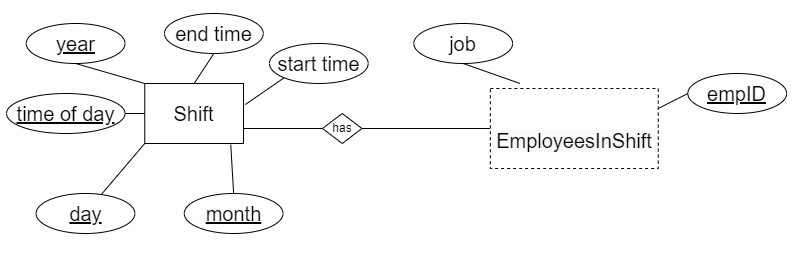 year
end time
start time
job
time of day
Shift
has
empID
EmployeesInShift
day
month